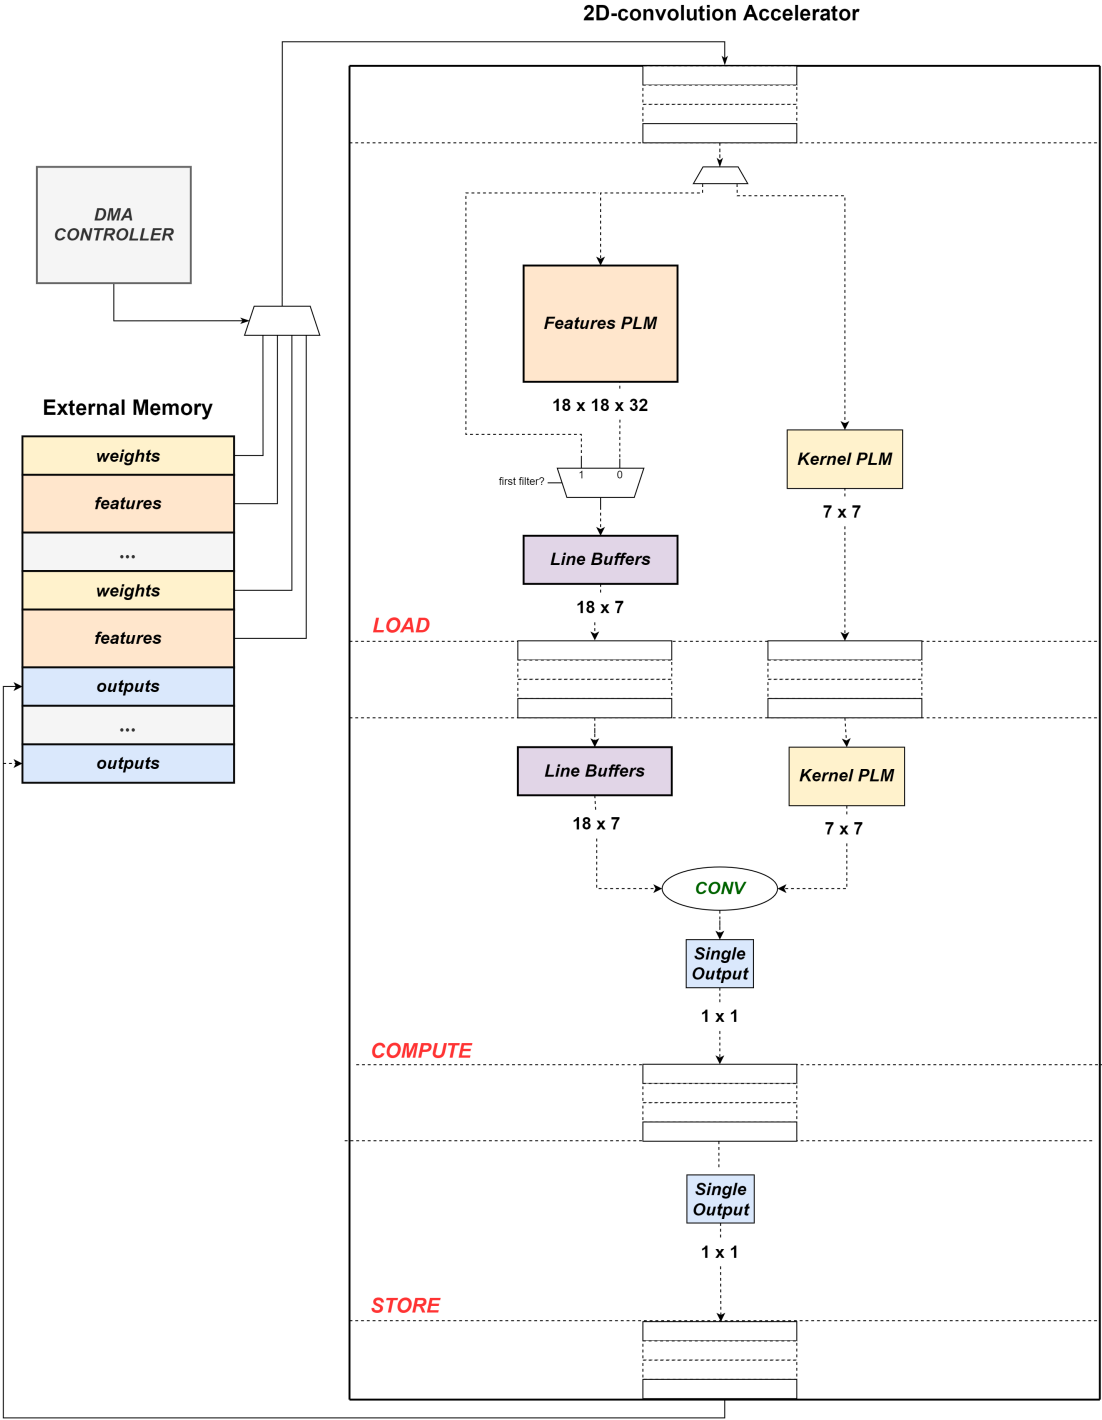 2D-convolution Accelerator
DMA
CONTROLLER
External Memory
weights
features
...
weights
features
outputs
...
outputs
Features PLM
18 x 18 x 32
1
0
first filter?
Line Buffers
18 x 7
Kernel PLM
7 x 7
LOAD
Line Buffers
18 x 7
Kernel PLM
7 x 7
CONV
Single
Output
1 x 1
COMPUTE
Single
Output
1 x 1
STORE